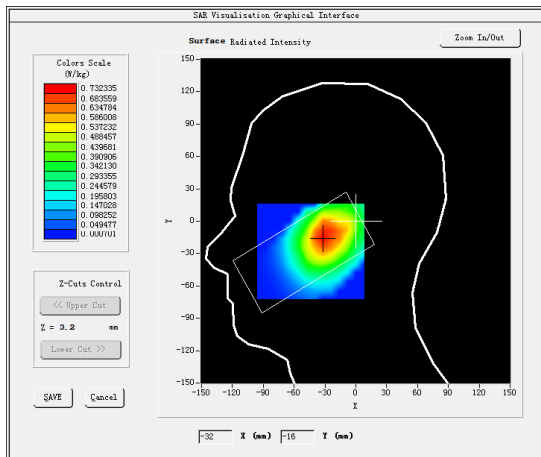 SAR Visualisation Graphical Interface
Surface Radiated Intensity
Zoom In/Out
Colors Scale
(W/kg)
0.732335
0.683559
0.634784
0.586008
0.537232
0.488457
0.439681
0.390906
0.342130
0.293355
0.244579
0.195803
0.147028
0.098252
0.049477
0.000701
Z-Cuts Control
<< Upper Cut
Z = 0.2 mm
Lower Cut >>
SAVE Cancel
150
120
90
60
30
0
-30
-60
-90
-120
-150
Y
-150 -120 -90 -60 -30 0 30 60 90 120 150
X
-32 X (mm) -16 Y (mm)